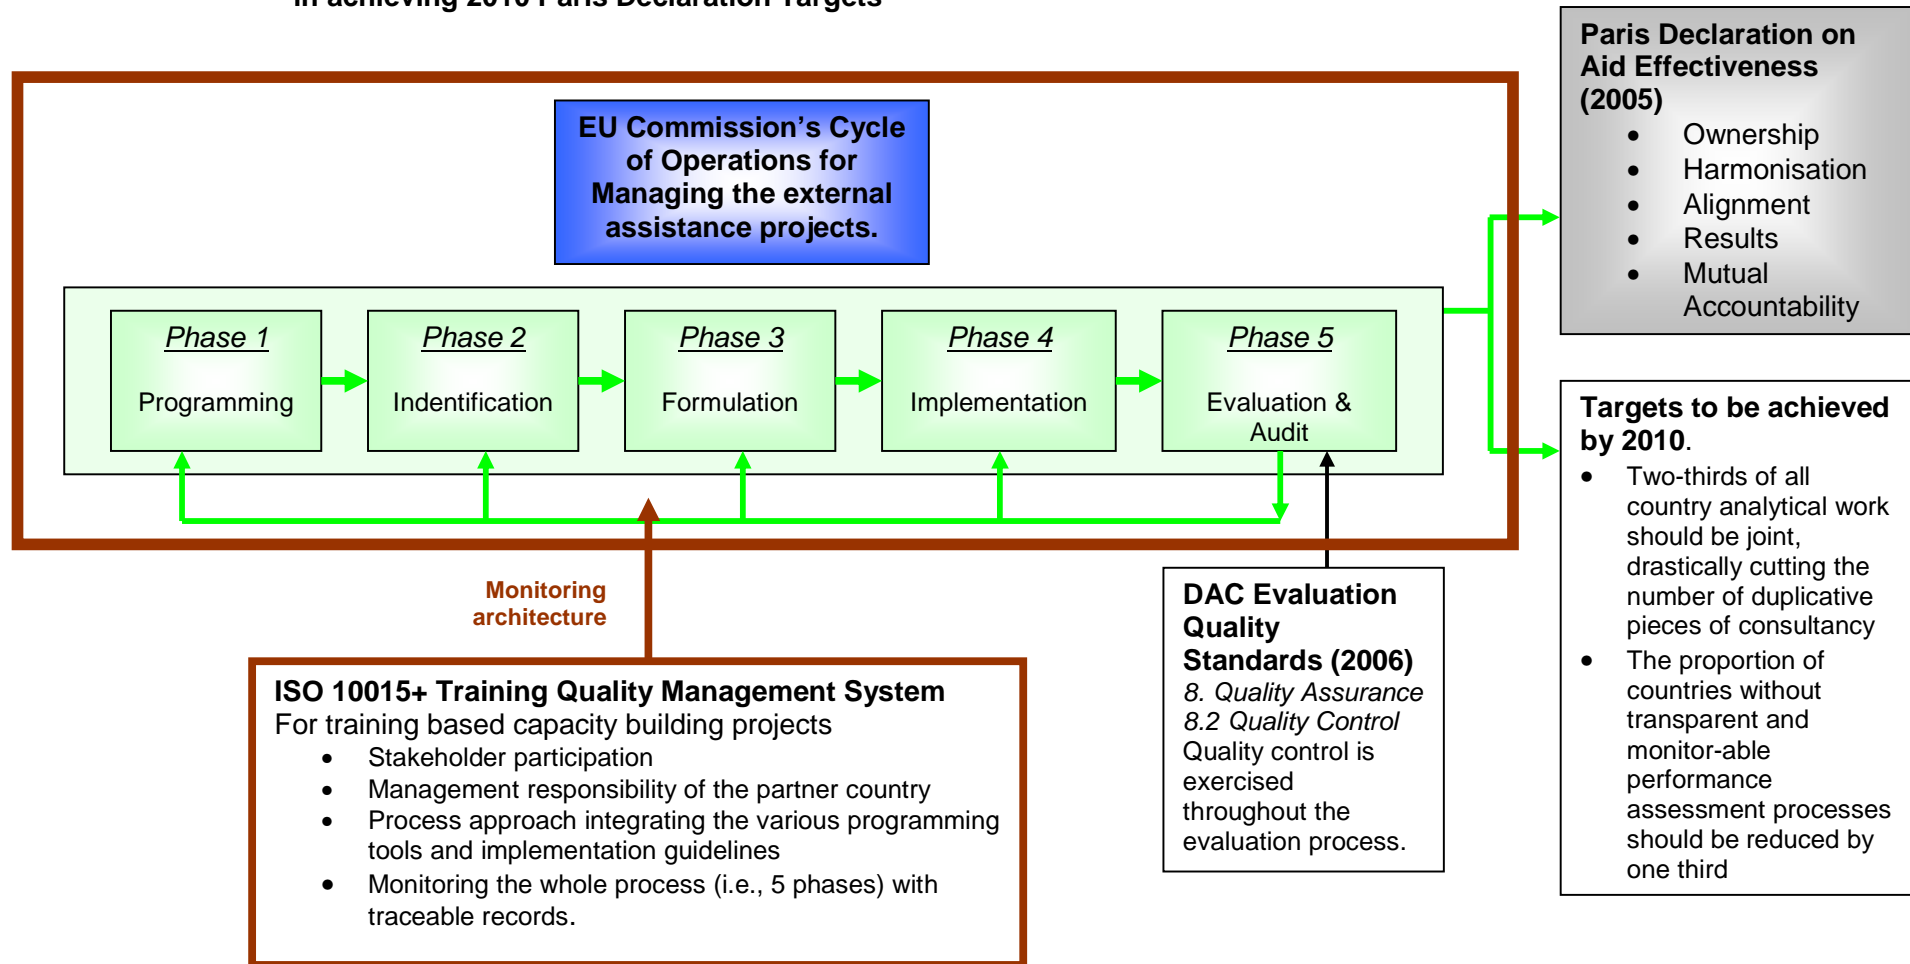 in achieving 2010 Paris Declaration Targets
EU Commission’s Cycle
of Operations for
Managing the external
assistance projects.
Phase 1
Programming
Phase 2
Indentification
Phase 3
Formulation
Phase 4
Implementation
Phase 5
Evaluation &
Audit
Paris Declaration on
Aid Effectiveness
(2005)
• Ownership
• Harmonisation
• Alignment
• Results
• Mutual
Accountability
Targets to be achieved
by 2010.
• Two-thirds of all
country analytical work
should be joint,
drastically cutting the
number of duplicative
pieces of consultancy
• The proportion of
countries without
transparent and
monitor-able
performance
assessment processes
should be reduced by
one third
Monitoring
architecture
ISO 10015+ Training Quality Management System
For training based capacity building projects
• Stakeholder participation
• Management responsibility of the partner country
• Process approach integrating the various programming
tools and implementation guidelines
• Monitoring the whole process (i.e., 5 phases) with
traceable records.
DAC Evaluation
Quality
Standards (2006)
8. Quality Assurance
8.2 Quality Control
Quality control is
exercised
throughout the
evaluation process.